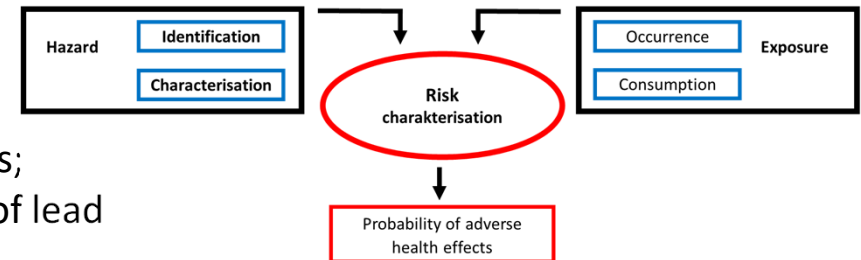 Hazard
Identification
Characterisation
Occurrence
Consumption
Exposure
Risk
charakterisation
s;
of lead
Probability of adverse
health effects